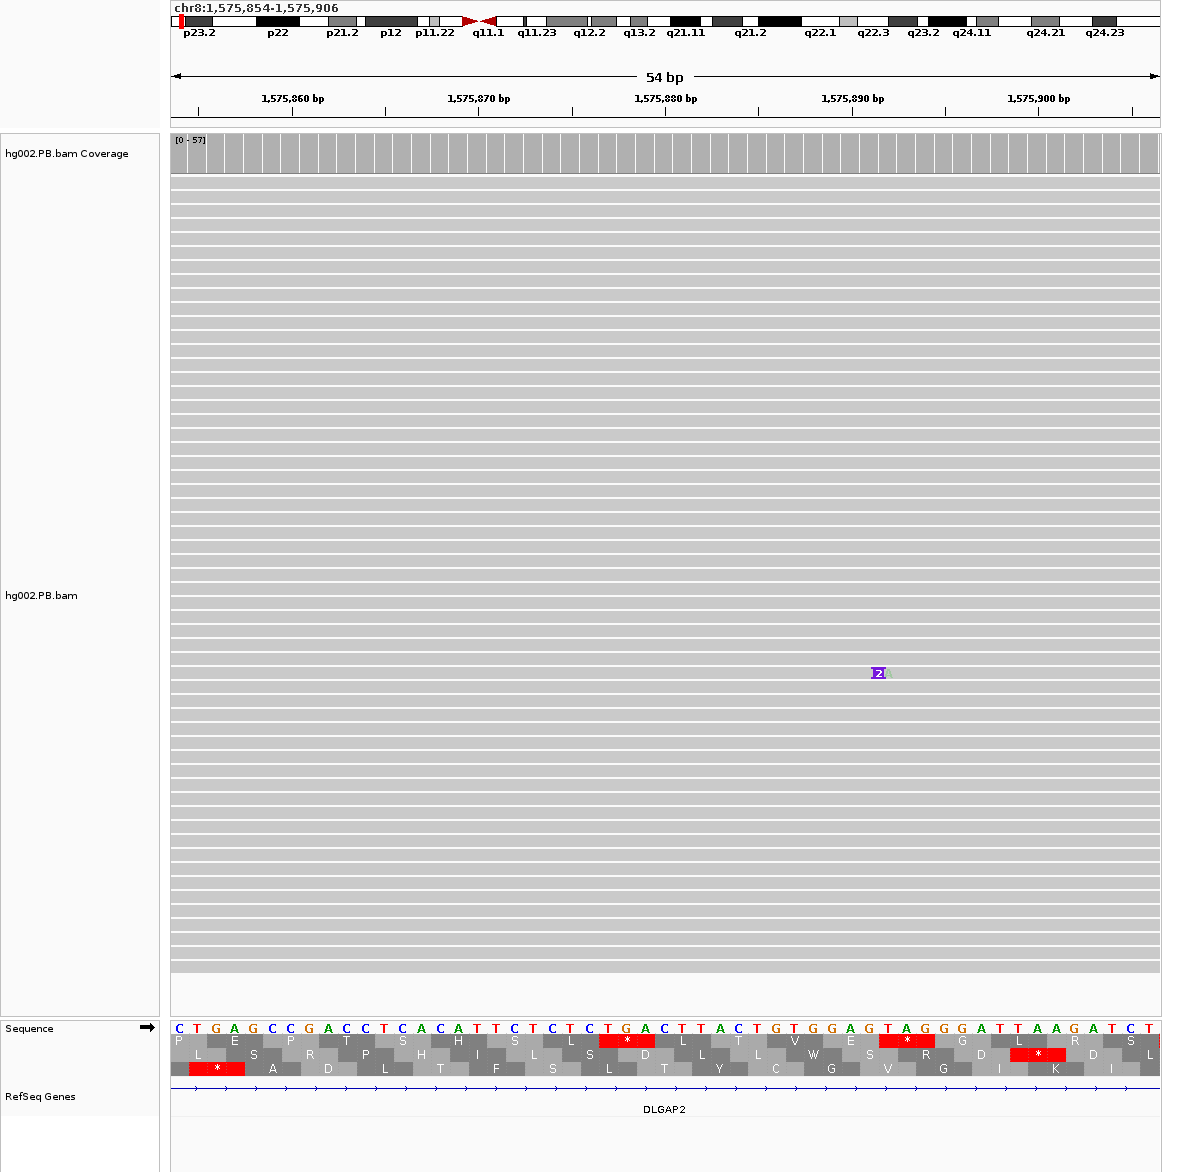 chr8:1,575,854-1,575,906
p23.2 p22 p21.2 p12 p11.22 q11.1 q11.23 q12.2 q13.2 q21.11 q21.2 q22.1 q22.3 q23.2 q24.11 q24.21 q24.23
54 bp
1,575,860 bp 1,575,870 bp 1,575,880 bp 1,575,890 bp 1,575,900 bp
[0 - 57]
hg002.PB.bam Coverage
hg002.PB.bam
2
Sequence
C T G A G C C G A C C T C A C A T T C T C T C T G A C T T A C T G T G G A G T A G G G A T T A A G A T C T
P E P T S H S L * L T V E * G L R S
L S R P H I L S D L L W S R D * D L
* A D L T F S L T Y C G V G I K I
RefSeq Genes
DLGAP2